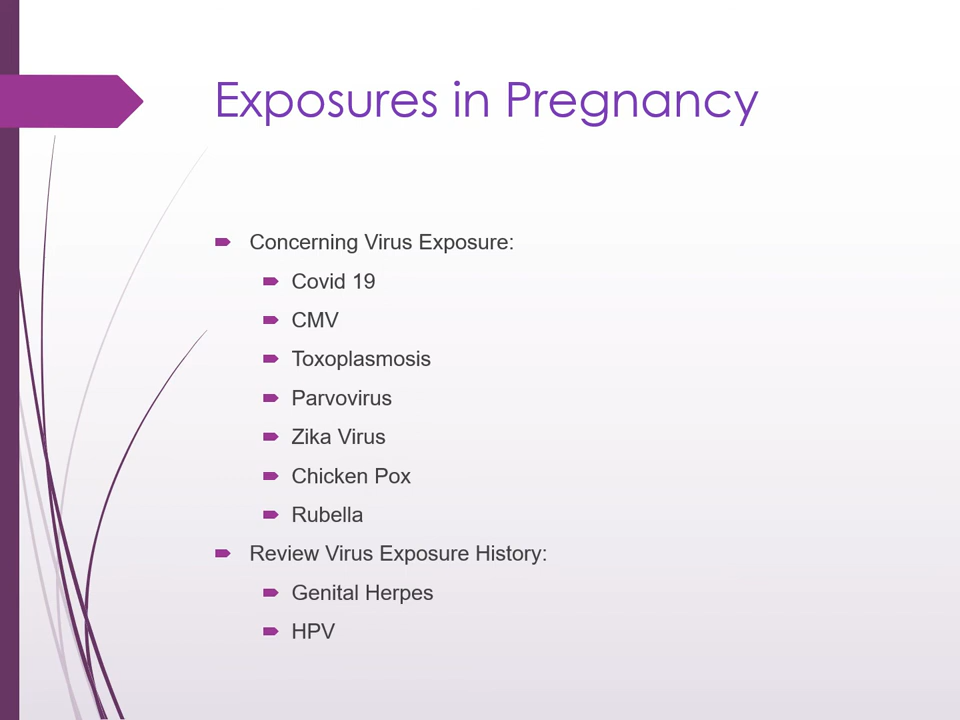 Exposures in Pregnancy
Concerning Virus Exposure:
Covid 19
CMV
Toxoplasmosis
Parvovirus
Zika Virus
Chicken Pox
Rubella
Review Virus Exposure History:
Genital Herpes
HPV